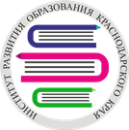 ИНСТИТУТ РАЗВИТИЯ ОБРАЗОВАНИЯ КРАСНОДАРСКОГО КРАЯ